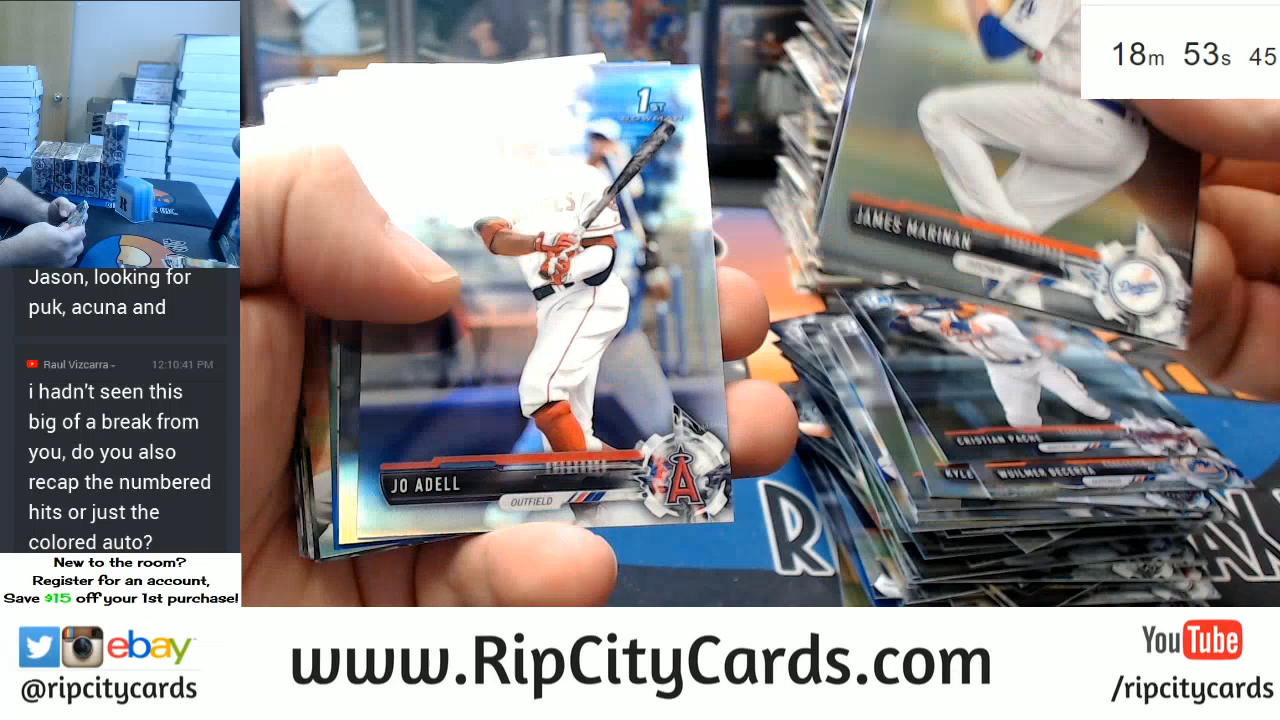 18m 53s 45
Jason, looking for
puk, acuna and
Raul Vizcarra
12:10:41 PM
i hadn't seen this
big of a break from
you, do you also
recap the numbered
hits or just the
colored auto?
New to the room?
Register for an account,
Save $15 off your 1st purchase!
1ST
BOWMAN
JO ADELL
OUTFIELD
A
JAMES MARINAN
Dodgers
CRISTIAN PACHE
KYLE
WUILMER BECERRA
R
ebay
@ripcitycards
www.RipCityCards.com
YouTube
/ripcitycards